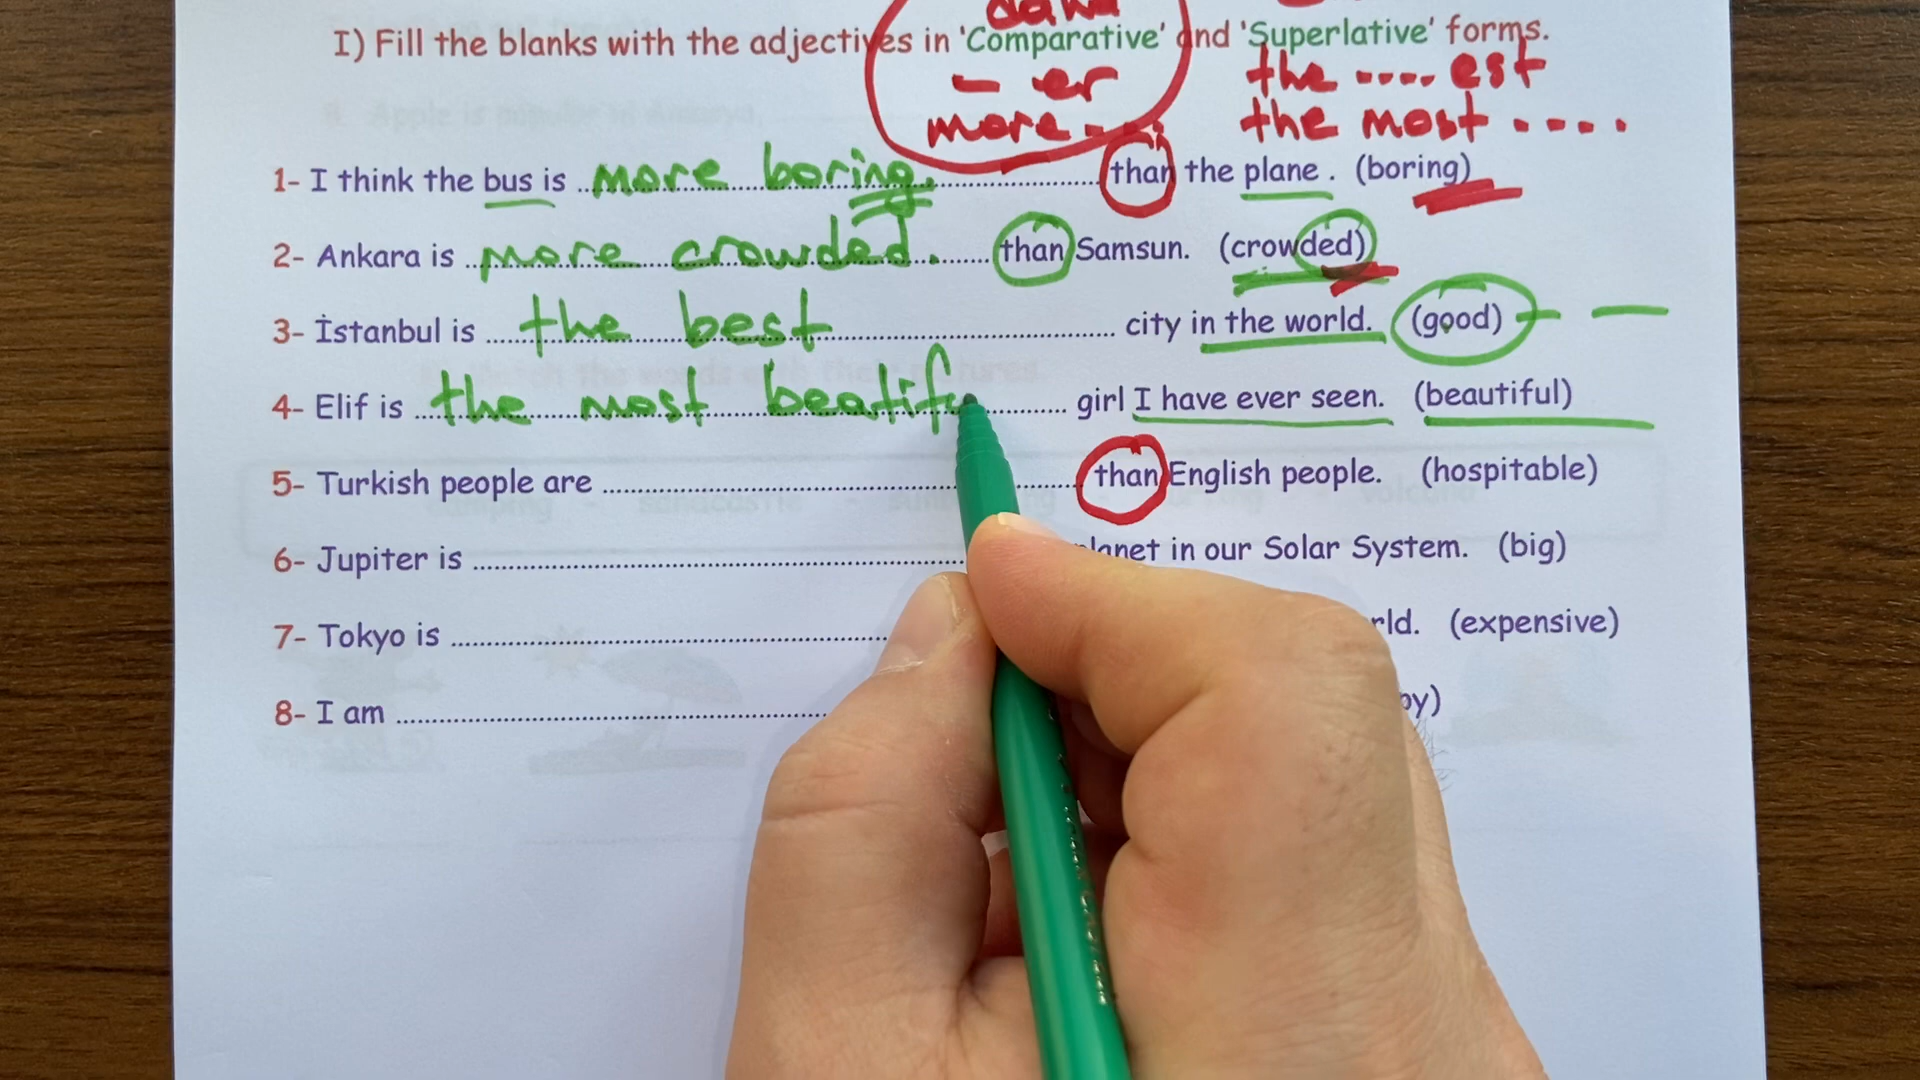 I) Fill the blanks with the adjectives in 'Comparative' and 'Superlative' forms.
- er the .... est
more .... the most ....
1- I think the bus is more boring. than the plane. (boring)
2- Ankara is more crowded. than Samsun. (crowded)
3- İstanbul is the best city in the world. (good)
4- Elif is the most beatifu girl I have ever seen. (beautiful)
5- Turkish people are than English people. (hospitable)
6- Jupiter is planet in our Solar System. (big)
7- Tokyo is (expensive)
8- I am